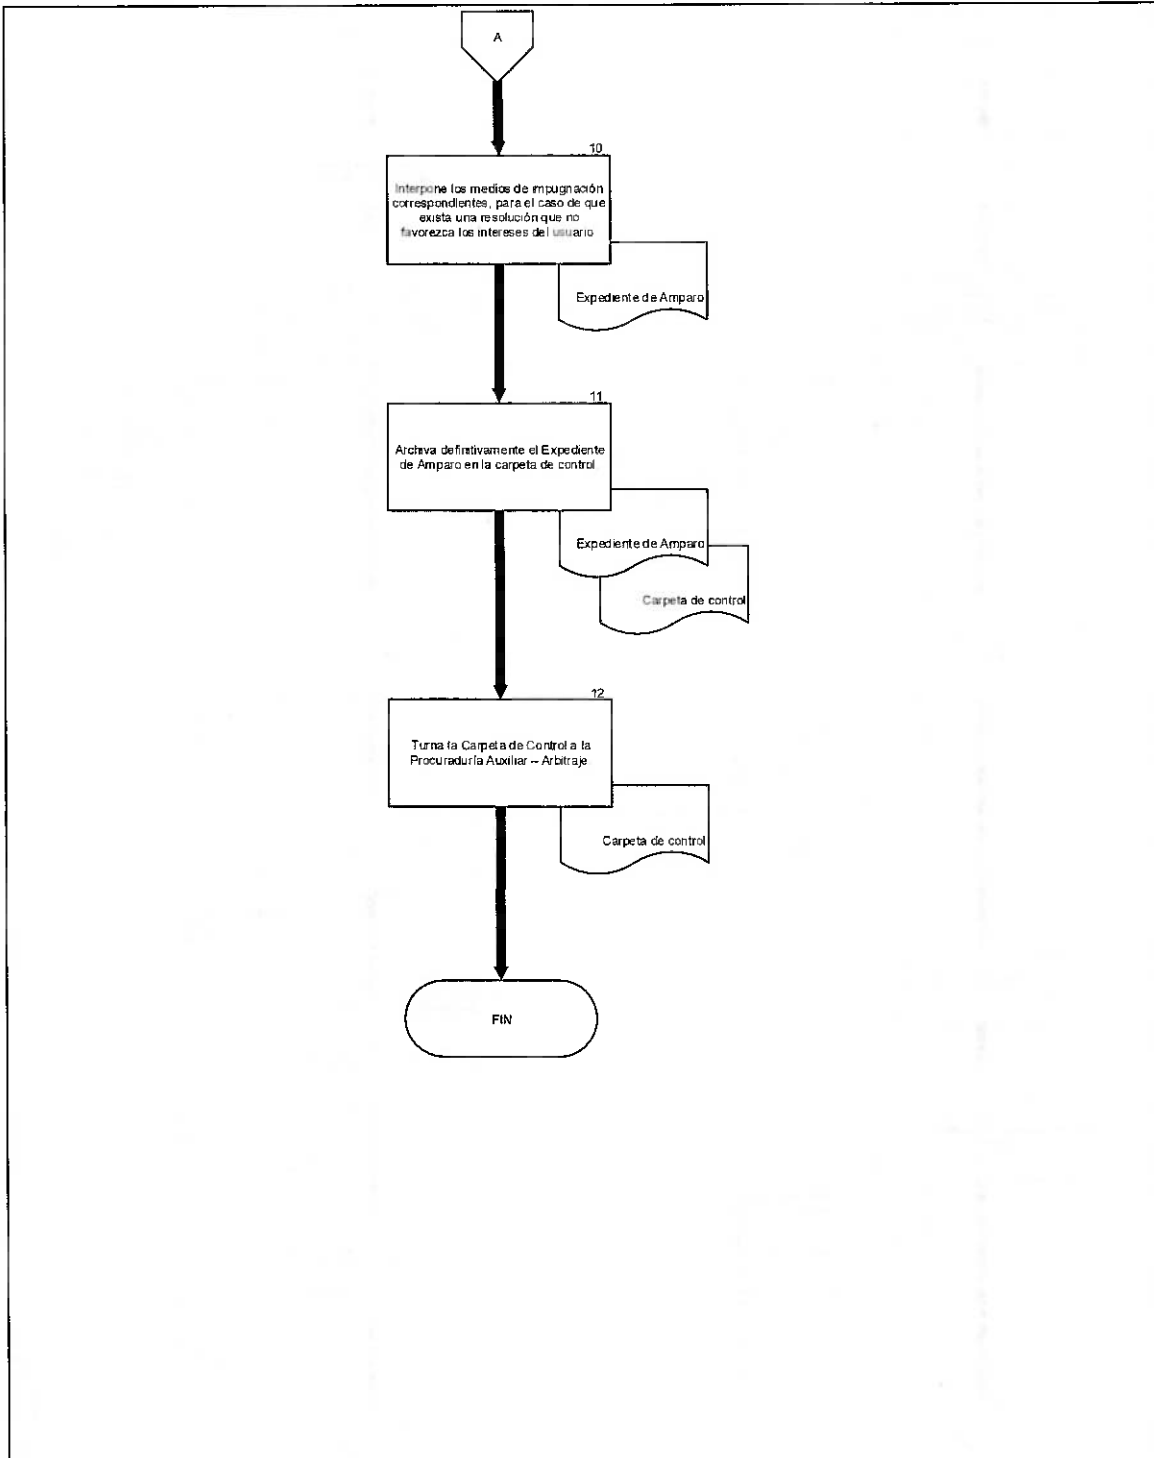 A
10
Interpone los medios de impugnación
correspondientes, para el caso de que
exista una resolución que no
favorezca los intereses del usuario
Expediente de Amparo
11
Archiva definitivamente el Expediente
de Amparo en la carpeta de control
Expediente de Amparo
Carpeta de control
12
Turna la Carpeta de Control a la
Procuraduría Auxiliar – Arbitraje
Carpeta de control
FIN